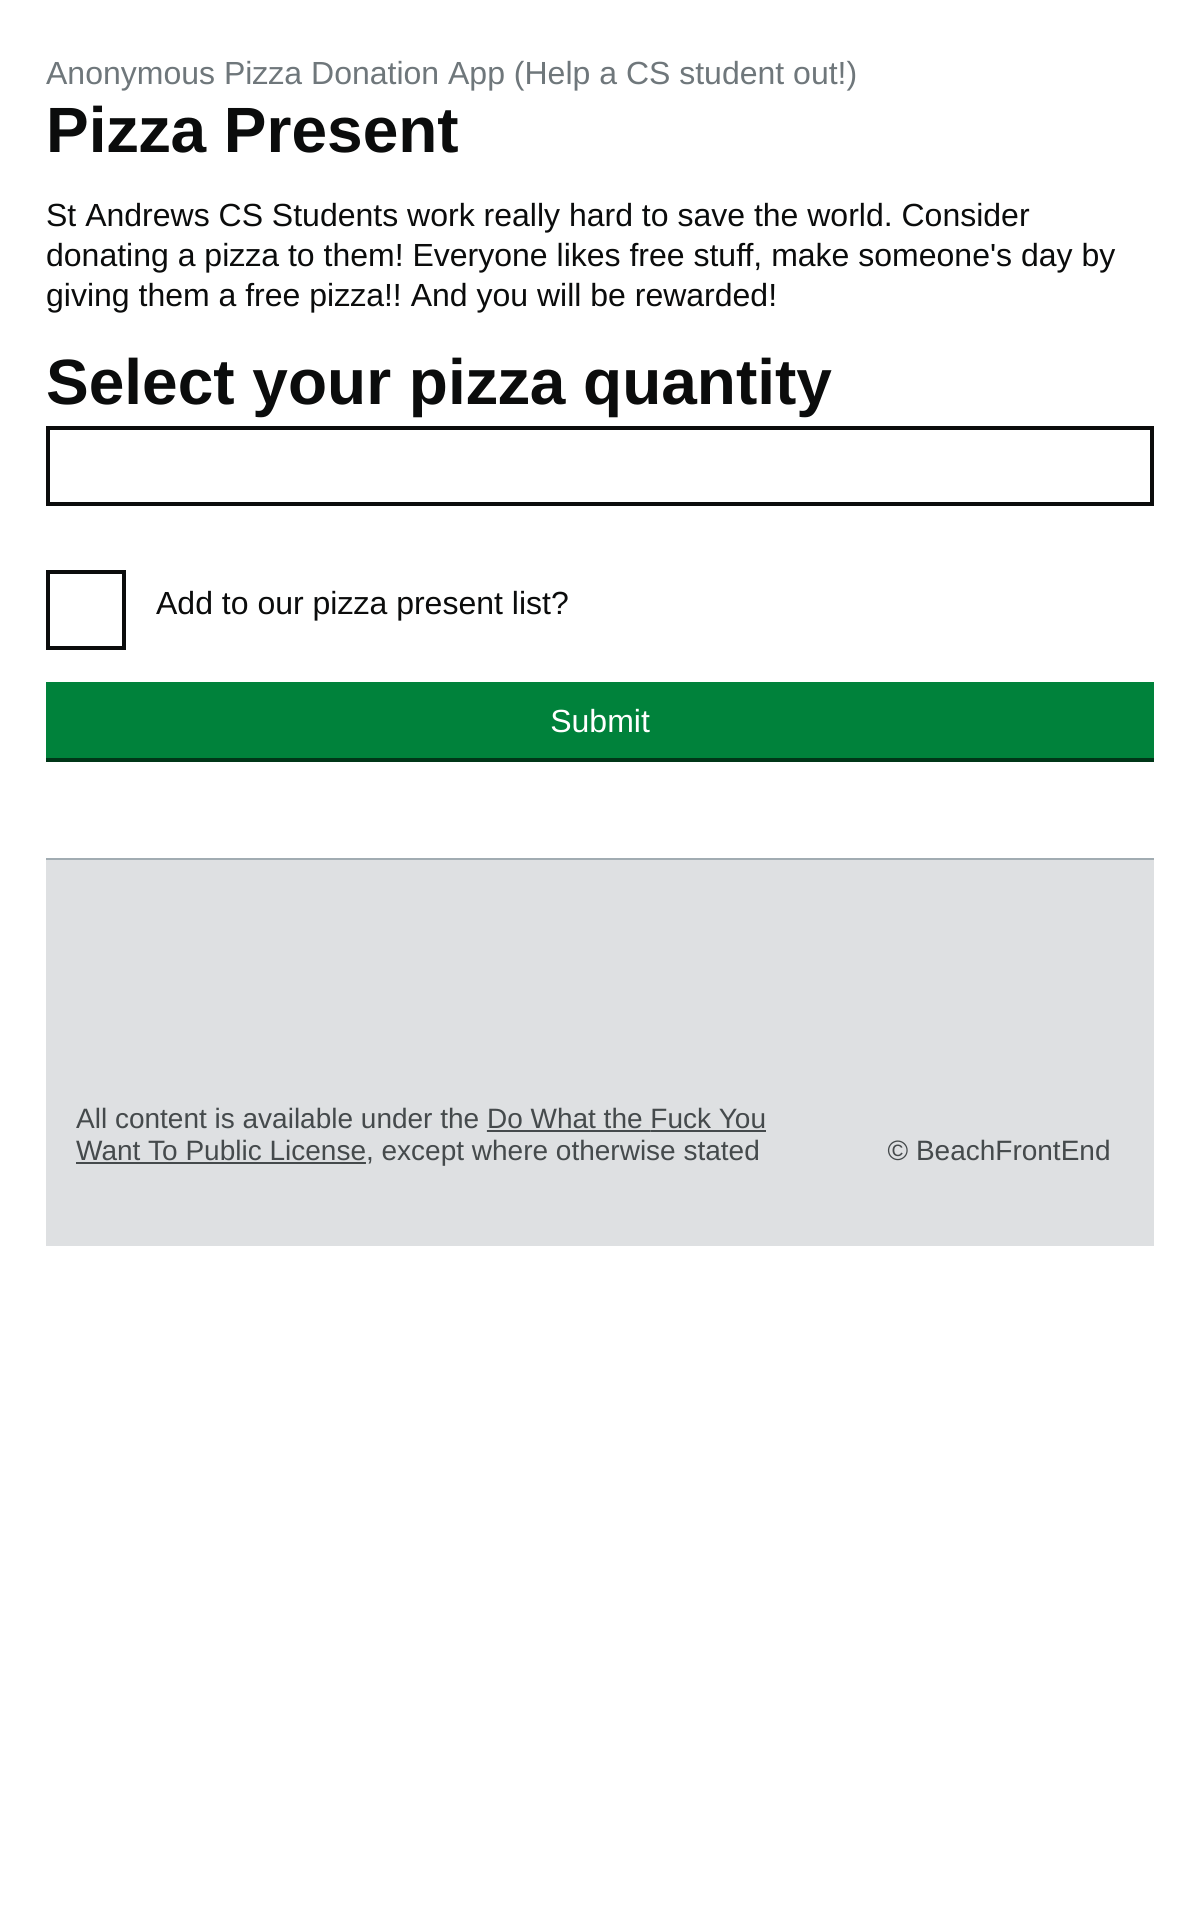 Anonymous Pizza Donation App (Help a CS student out!)
Pizza Present
St Andrews CS Students work really hard to save the world. Consider
donating a pizza to them! Everyone likes free stuff, make someone's day by
giving them a free pizza!! And you will be rewarded!
Select your pizza quantity
Add to our pizza present list?
Submit
All content is available under the Do What the Fuck You
Want To Public License, except where otherwise stated
© BeachFrontEnd